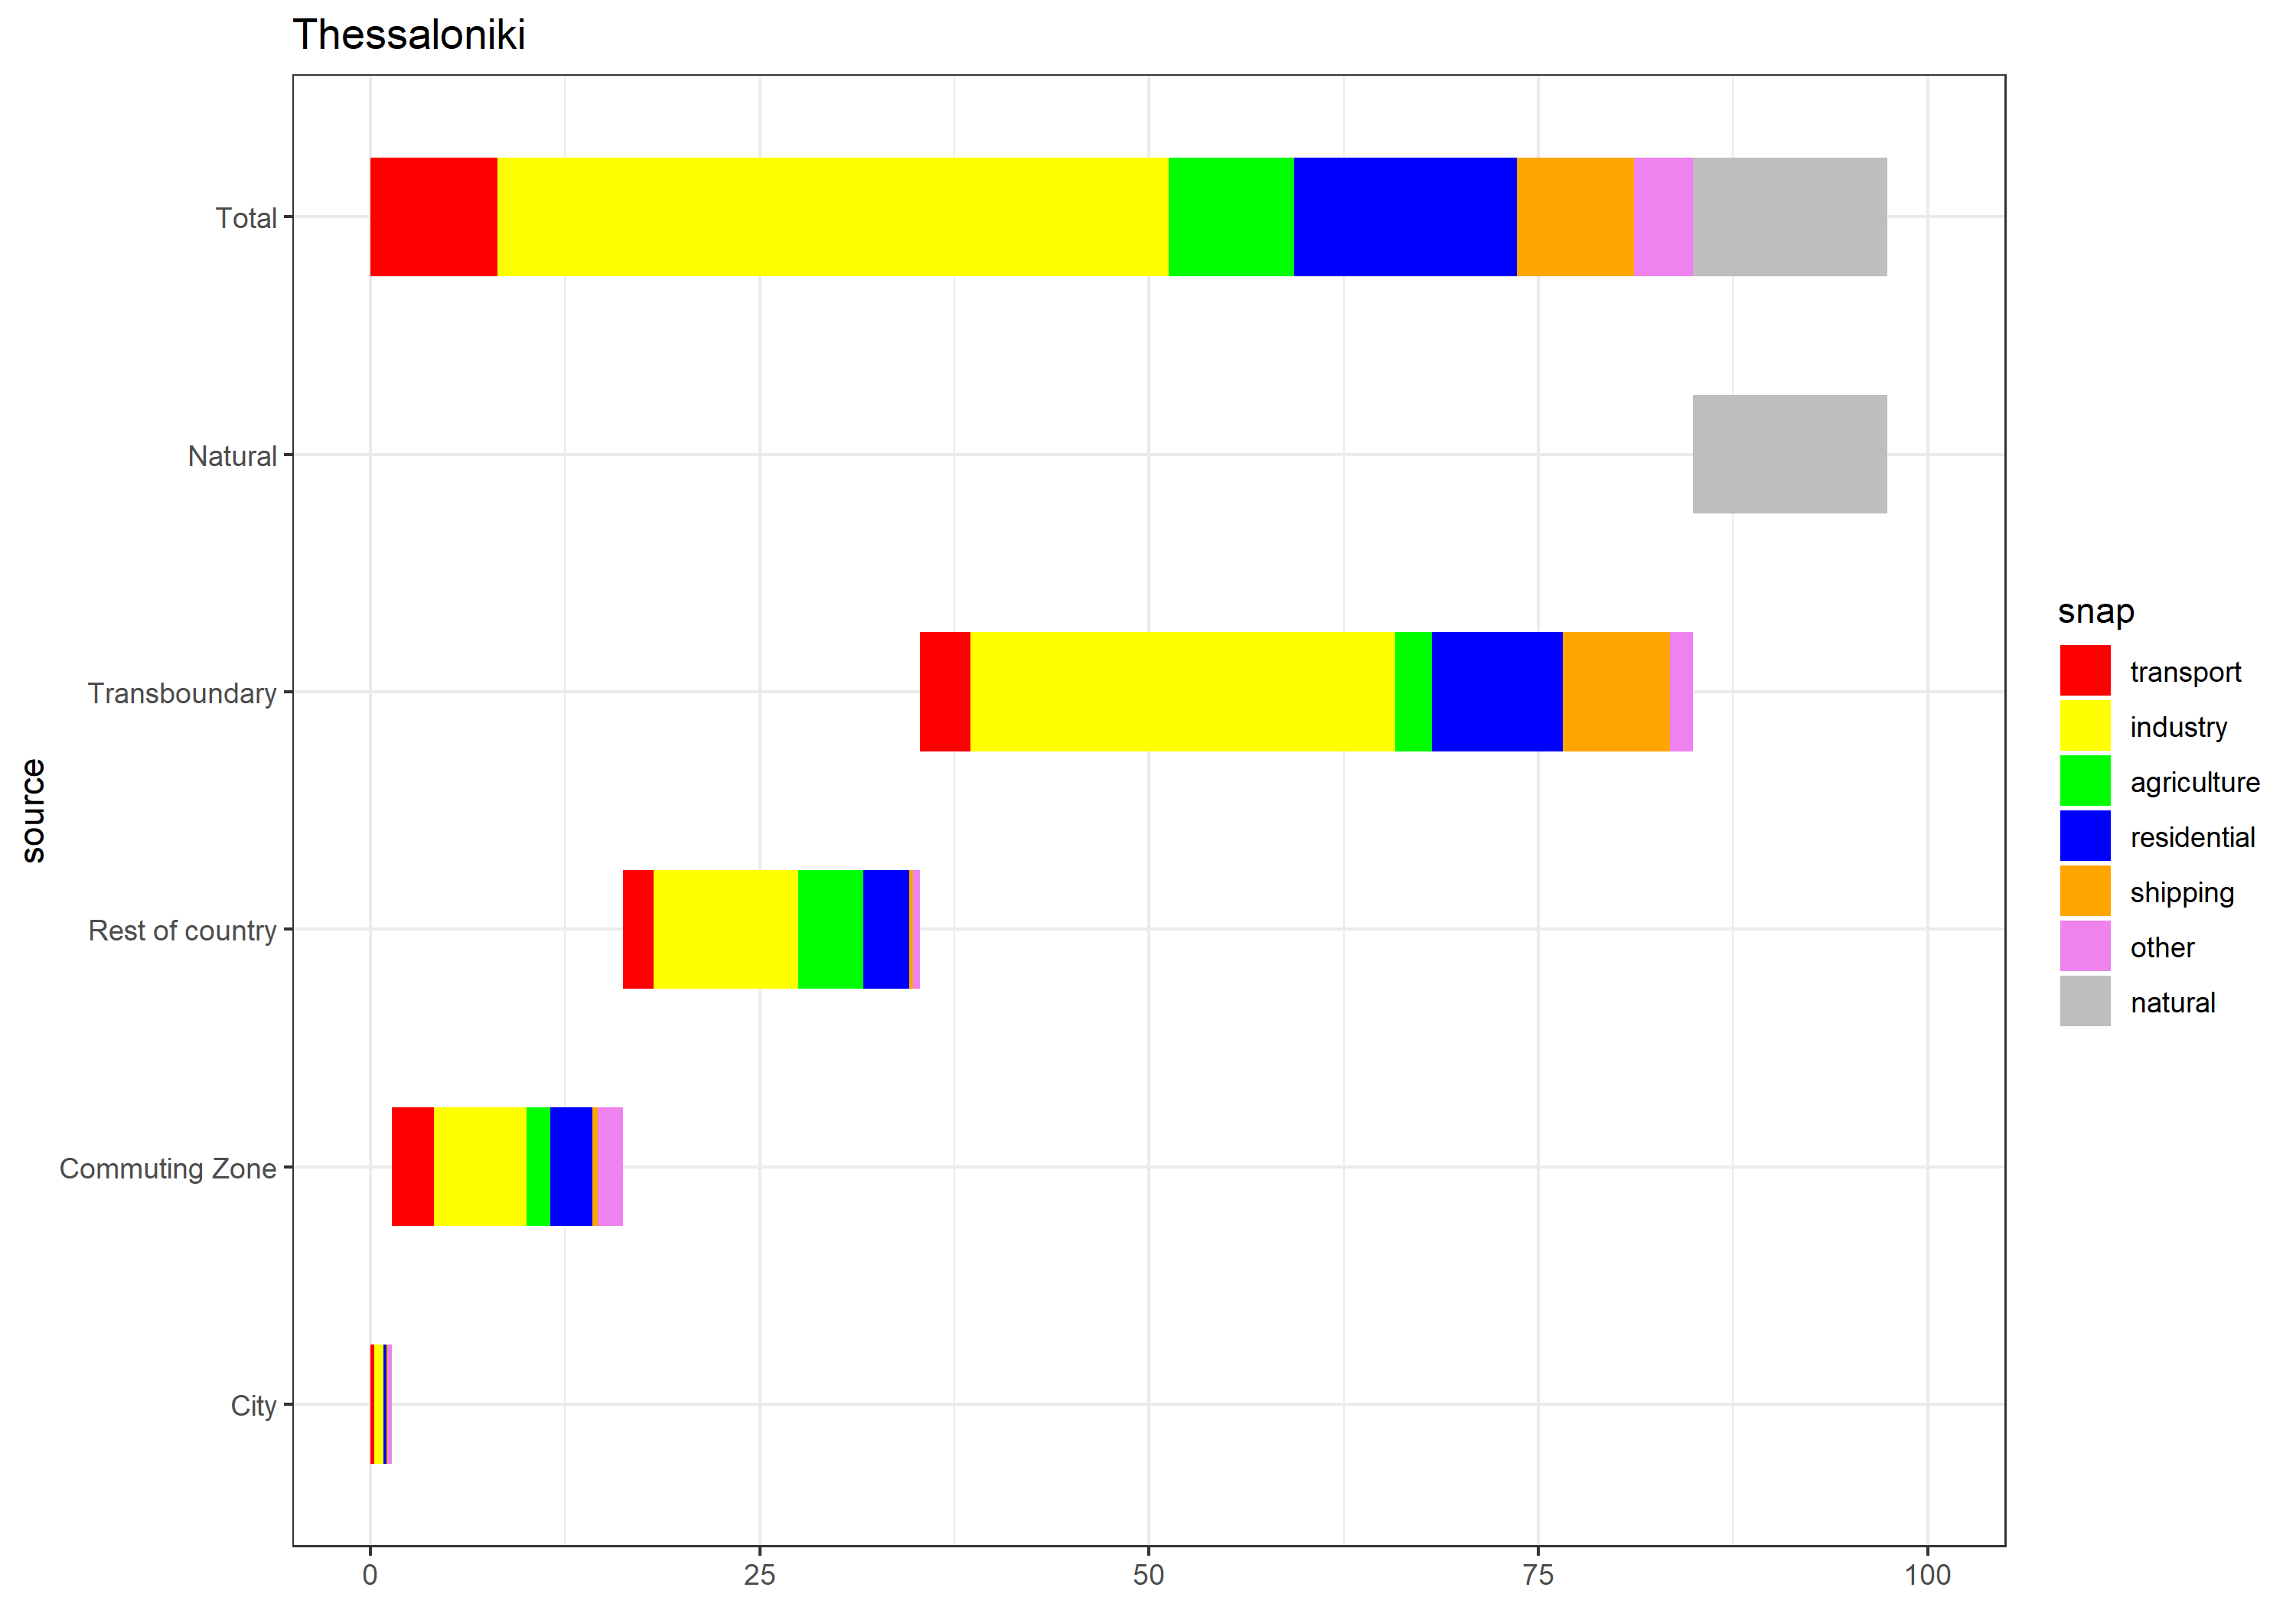 Thessaloniki
Total
Natural
Transboundary
Rest of country
Commuting Zone
City
source
0 25 50 75 100
snap
transport
industry
agriculture
residential
shipping
other
natural